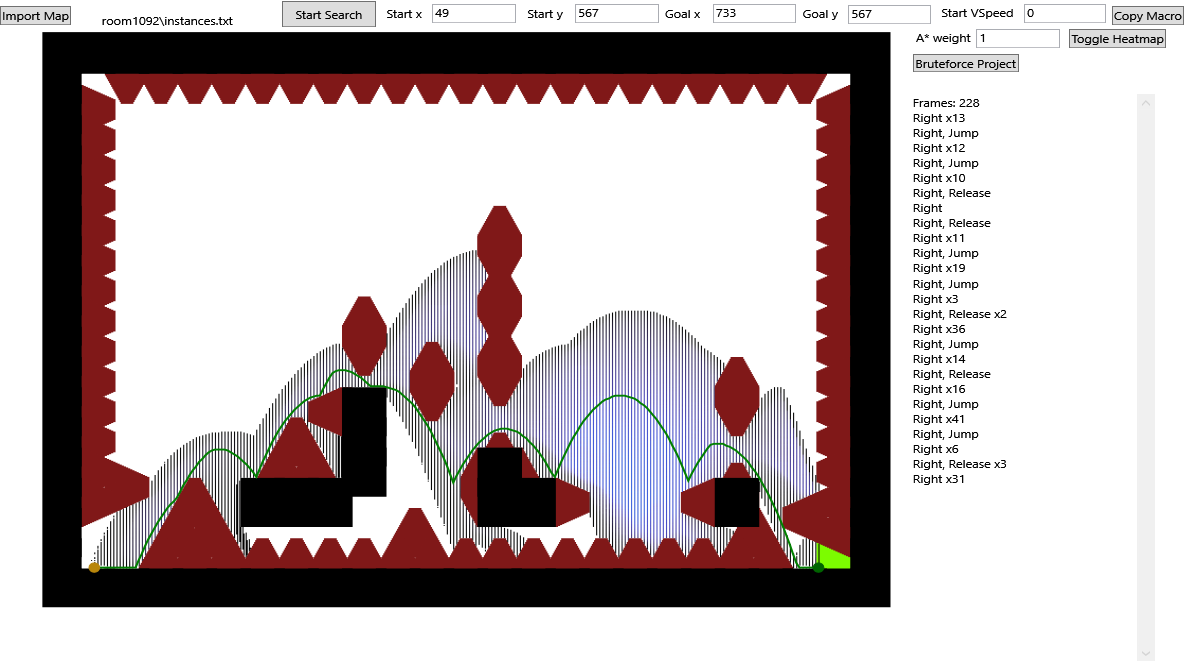 Import Map room1092\instances.txt Start Search Start x 49 Start y 567 Goal x 733 Goal y 567 Start VSpeed 0 Copy Macro
A* weight 1 Toggle Heatmap
Bruteforce Project
Frames: 228
Right x13
Right, Jump
Right x12
Right, Jump
Right x10
Right, Release
Right
Right, Release
Right x11
Right, Jump
Right x19
Right, Jump
Right x3
Right, Release x2
Right x36
Right, Jump
Right x14
Right, Release
Right x16
Right, Jump
Right x41
Right, Jump
Right x6
Right, Release x3
Right x31